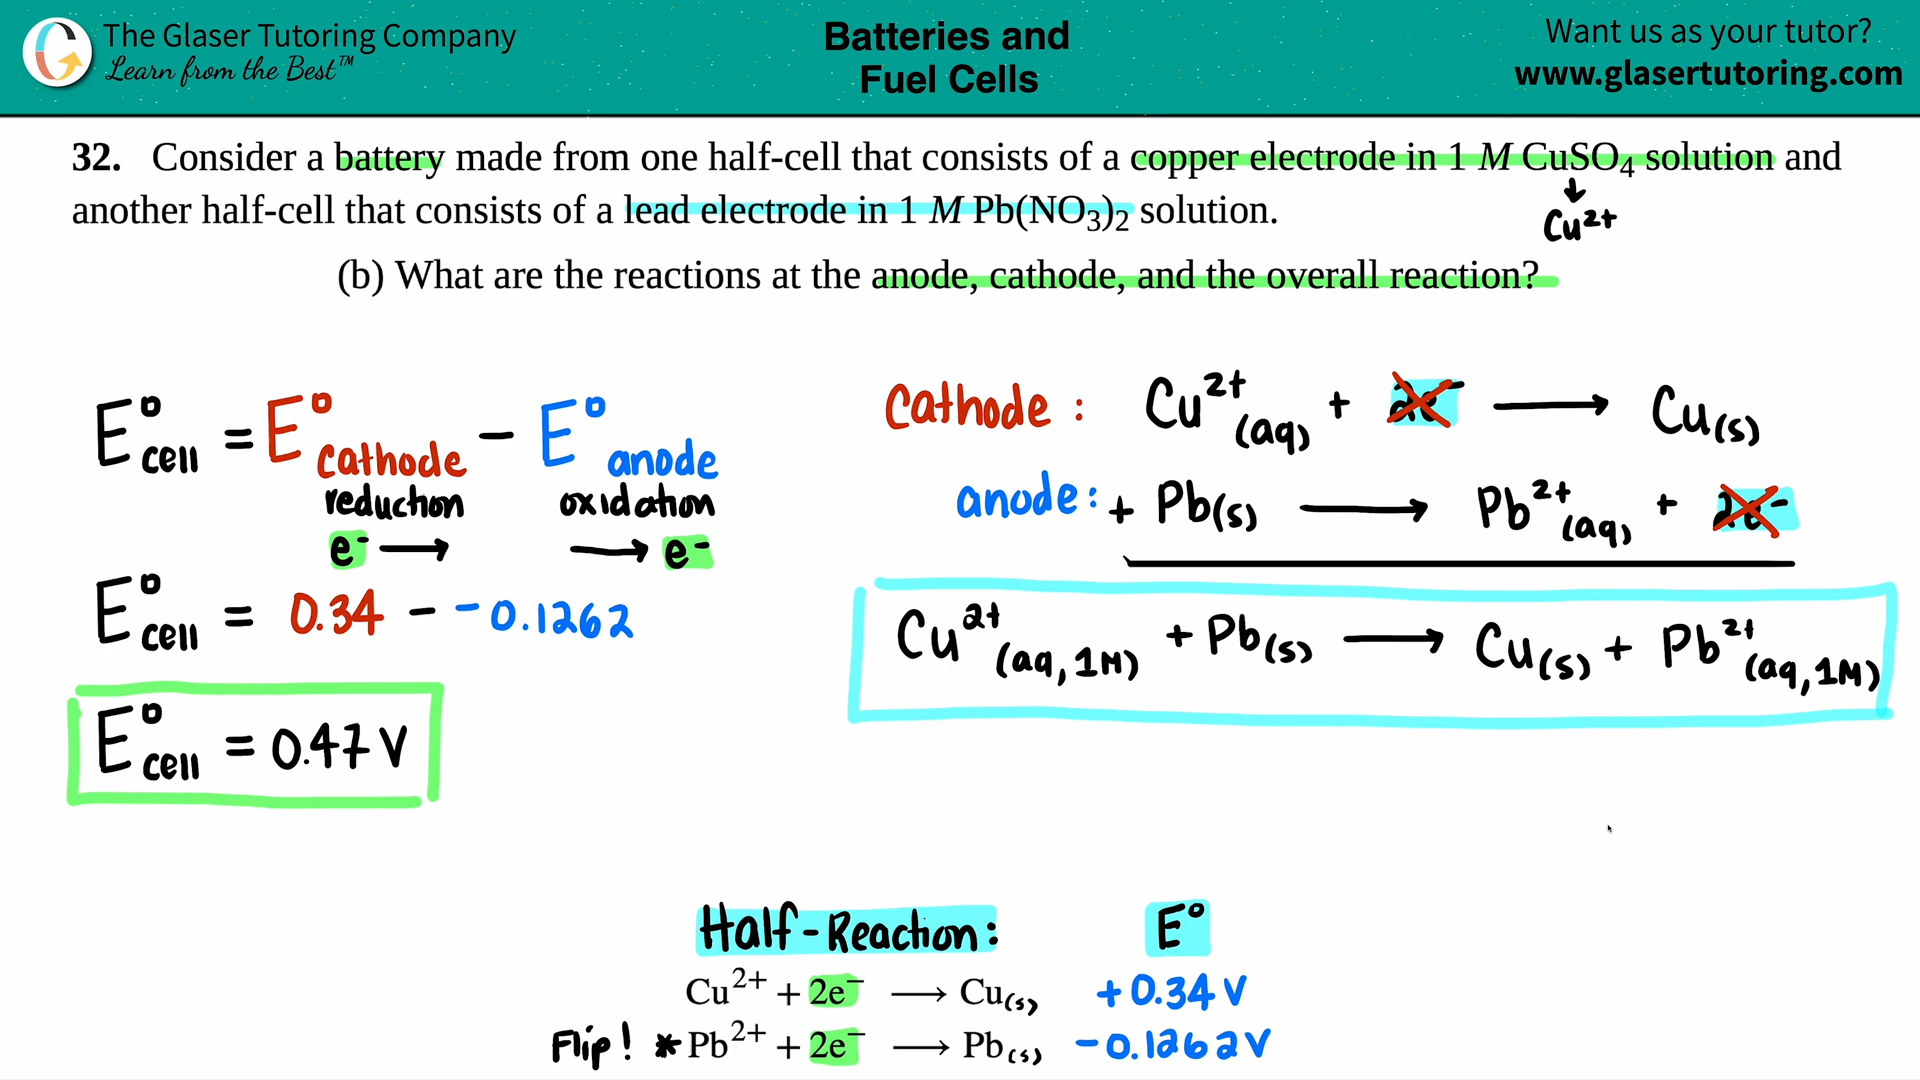 The Glaser Tutoring Company
Learn from the Best™
Batteries and
Fuel Cells
Want us as your tutor?
www.glasertutoring.com
32. Consider a battery made from one half-cell that consists of a copper electrode in 1 M CuSO₄ solution and
another half-cell that consists of a lead electrode in 1 M Pb(NO₃)₂ solution.
Cu²⁺
(b) What are the reactions at the anode, cathode, and the overall reaction?
E°cell = E°cathode − E°anode
reduction oxidation
e⁻ ⟶ ⟶ e⁻
E°cell = 0.34 − −0.1262
E°cell = 0.47 V
Cathode: Cu²⁺(aq) + 2e⁻ ⟶ Cu(s)
anode: + Pb(s) ⟶ Pb²⁺(aq) + 2e⁻
Cu²⁺(aq, 1M) + Pb(s) ⟶ Cu(s) + Pb²⁺(aq, 1M)
Half-Reaction: E°
Cu²⁺ + 2e⁻ ⟶ Cu(s) +0.34 V
Flip! *Pb²⁺ + 2e⁻ ⟶ Pb(s) −0.1262 V